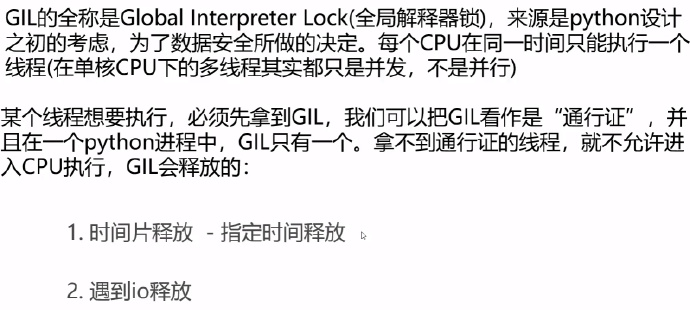 GIL的全称是Global Interpreter Lock(全局解释器锁)，来源是python设计
之初的考虑，为了数据安全所做的决定。每个CPU在同一时间只能执行一个
线程(在单核CPU下的多线程其实都只是并发，不是并行)
某个线程想要执行，必须先拿到GIL，我们可以把GIL看作是“通行证”，并
且在一个python进程中，GIL只有一个。拿不到通行证的线程，就不允许进
入CPU执行，GIL会释放的：
1. 时间片释放 - 指定时间释放
2. 遇到io释放